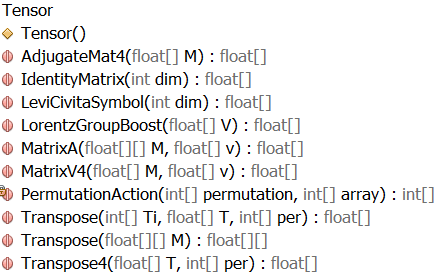 Tensor
Tensor()
AdjugateMat4(float[] M) : float[]
IdentityMatrix(int dim) : float[]
LeviCivitaSymbol(int dim) : float[]
LorentzGroupBoost(float[] V) : float[]
MatrixA(float[][] M, float[] v) : float[]
MatrixV4(float[] M, float[] v) : float[]
PermutationAction(int[] permutation, int[] array) : int[]
Transpose(int[] Ti, float[] T, int[] per) : float[]
Transpose(float[][] M) : float[][]
Transpose4(float[] T, int[] per) : float[]